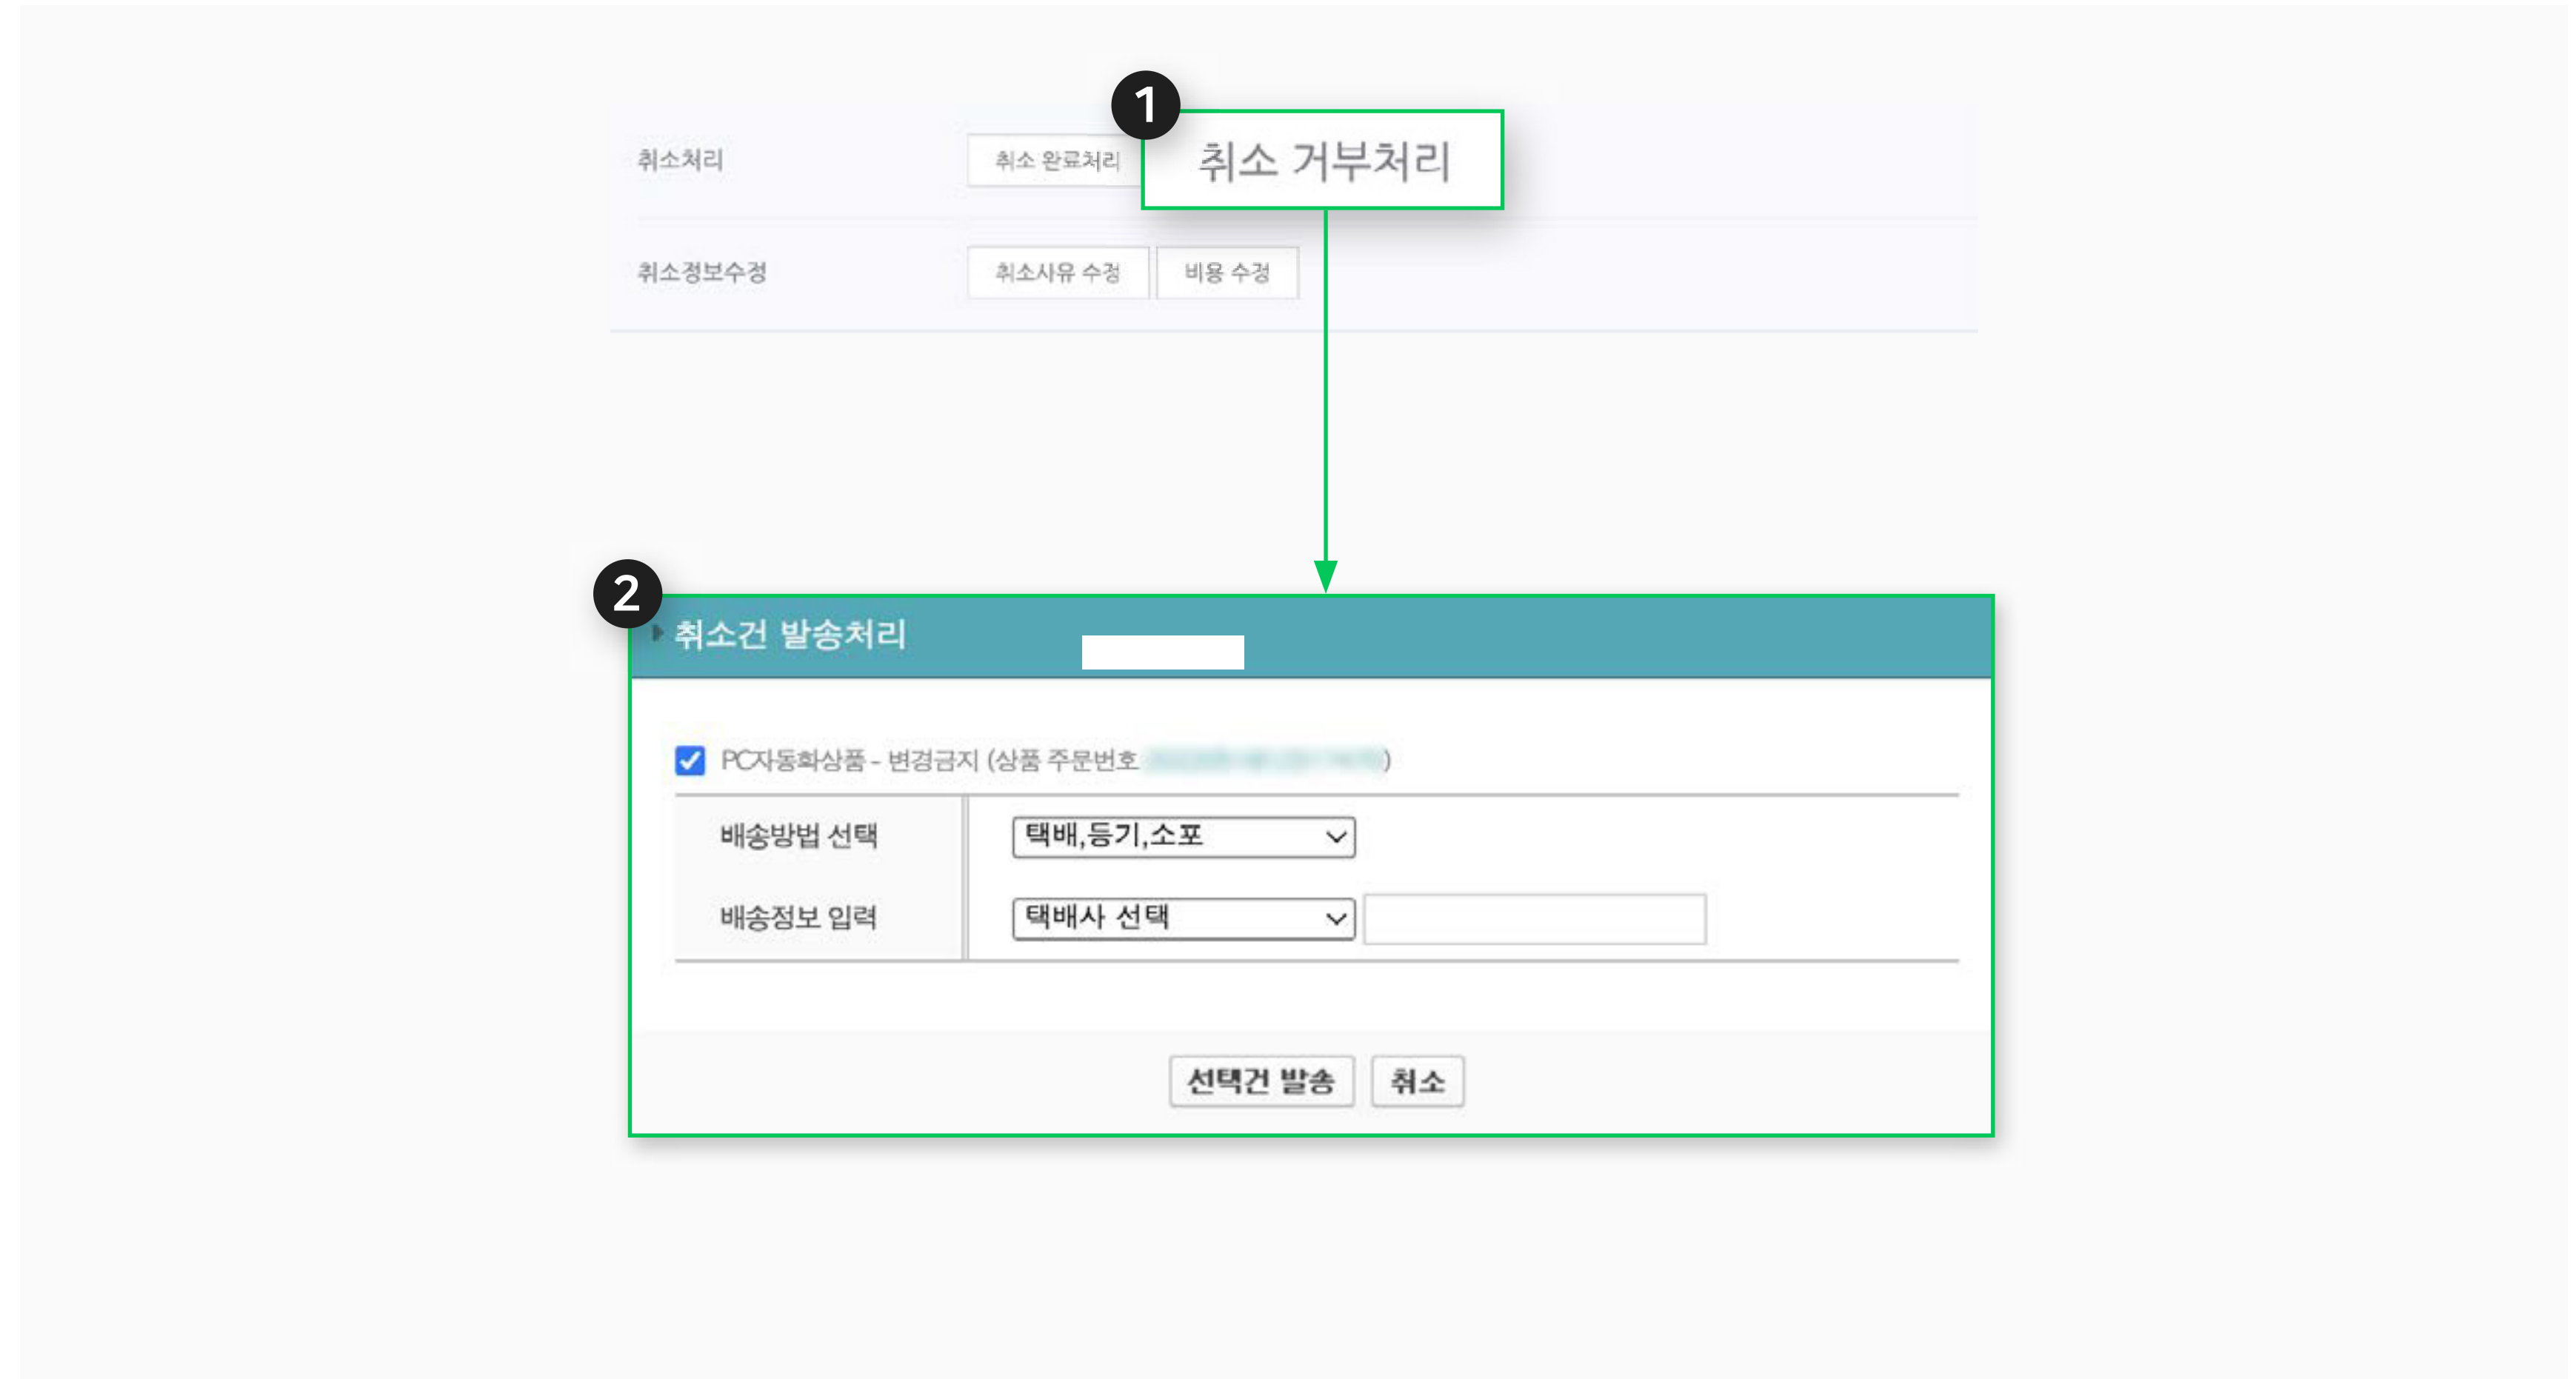 1
취소처리 취소 완료처리 취소 거부처리
취소정보수정 취소사유 수정 비용 수정
2
취소건 발송처리
PC자동화상품 - 변경금지 (상품 주문번호 )
배송방법 선택 택배,등기,소포
배송정보 입력 택배사 선택
선택건 발송 취소